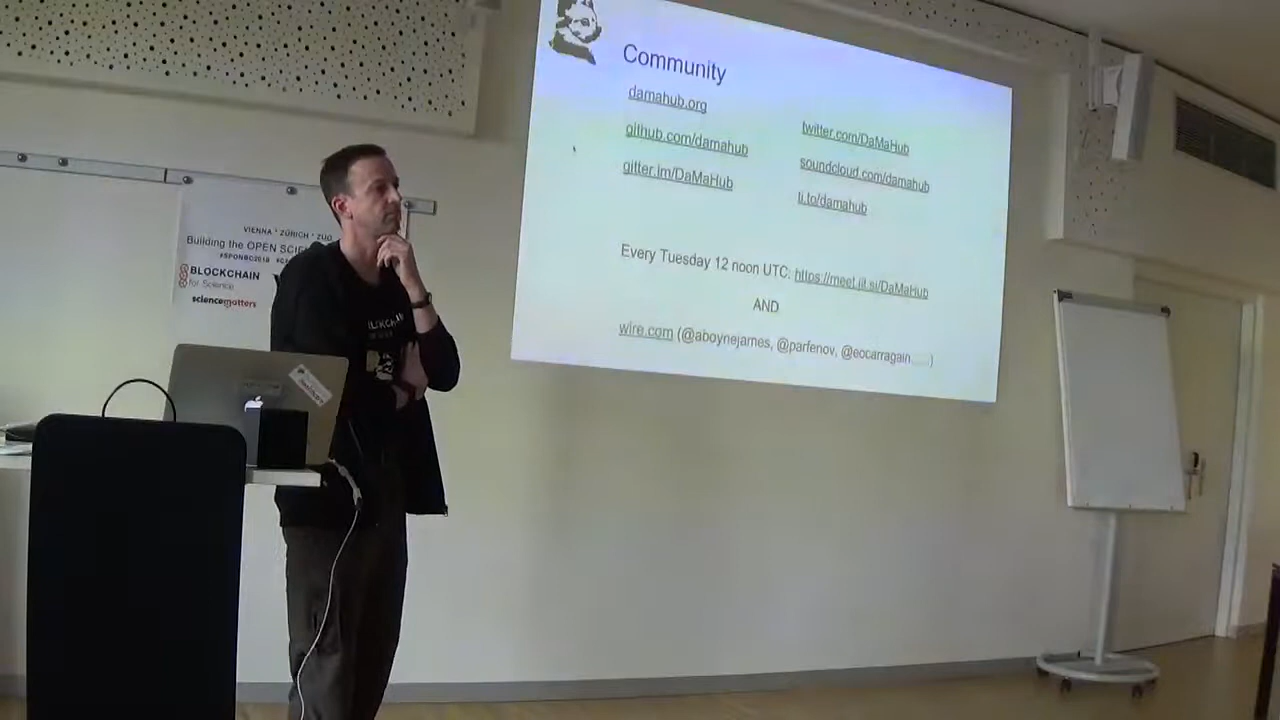 Community
damahub.org
github.com/damahub
gitter.im/DaMaHub
twitter.com/DaMaHub
soundcloud.com/damahub
ti.to/damahub
Every Tuesday 12 noon UTC: https://meet.jit.si/DaMaHub
AND
wire.com (@aboynejames, @parfenov, @eocarragain......)
VIENNA * ZÜRICH * ZUG
Building the OPEN SCIE
#SPONBC2018
BLOCKCHAIN
for Science
sciencematters